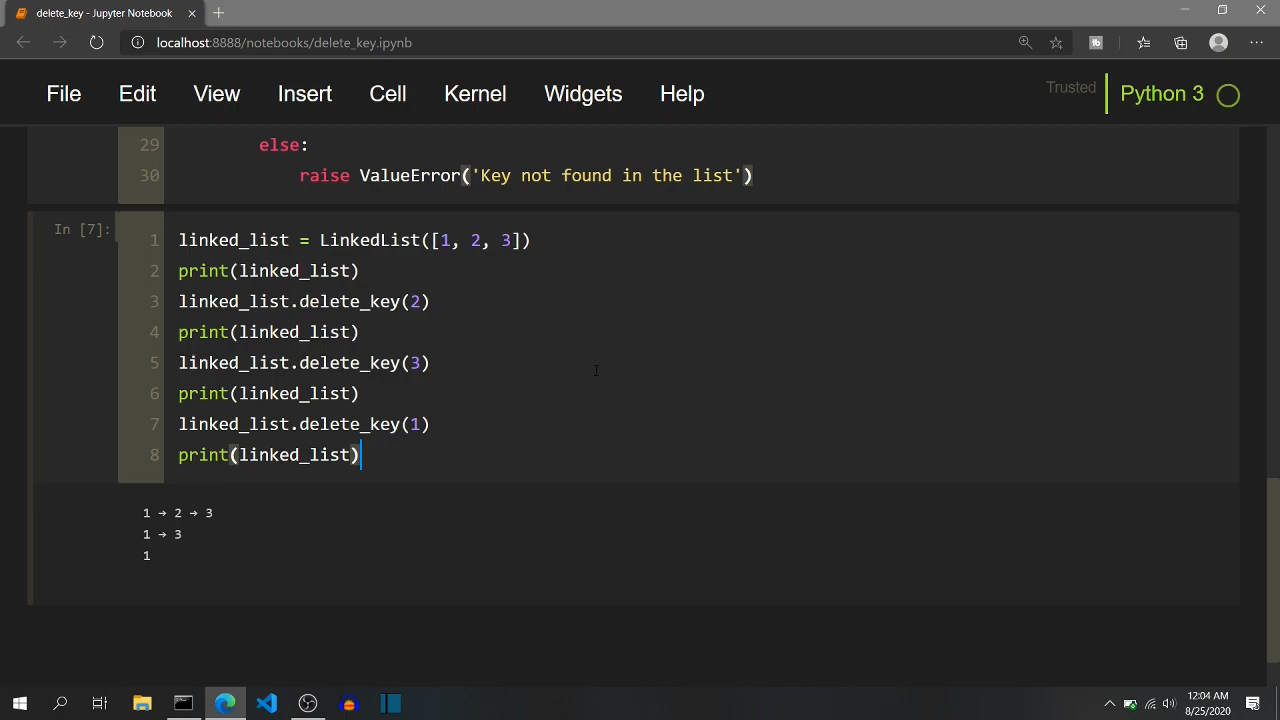 delete_key - Jupyter Notebook
localhost:8888/notebooks/delete_key.ipynb
File Edit View Insert Cell Kernel Widgets Help Trusted Python 3
29 else:
30 raise ValueError('Key not found in the list')
In [7]:
1 linked_list = LinkedList([1, 2, 3])
2 print(linked_list)
3 linked_list.delete_key(2)
4 print(linked_list)
5 linked_list.delete_key(3)
6 print(linked_list)
7 linked_list.delete_key(1)
8 print(linked_list)
1 → 2 → 3
1 → 3
1
12:04 AM
8/25/2020